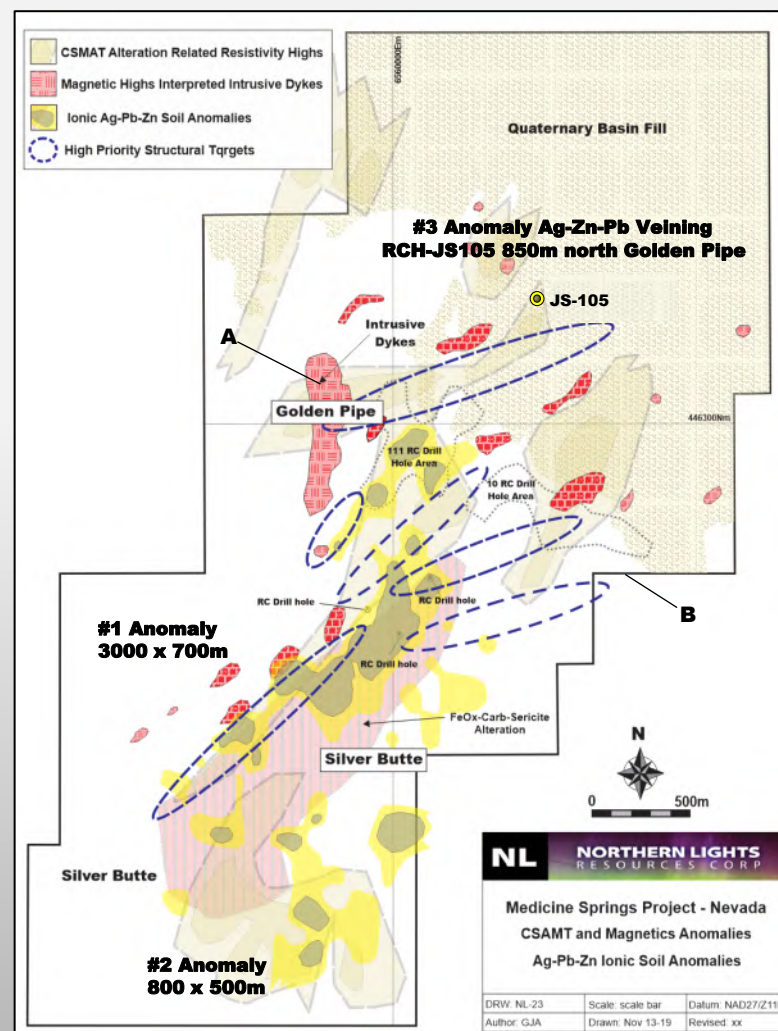 CSMAT Alteration Related Resistivity Highs
Magnetic Highs Interpreted Intrusive Dykes
Ionic Ag-Pb-Zn Soil Anomalies
High Priority Structural Tqrgets
6560000Em
Quaternary Basin Fill
#3 Anomaly Ag-Zn-Pb Veining
RCH-JS105 850m north Golden Pipe
JS-105
A
Intrusive
Dykes
Golden Pipe
446300Nm
111 RC Drill
Hole Area
10 RC Drill
Hole Area
RC Drill hole
RC Drill hole
B
#1 Anomaly
3000 x 700m
RC Drill hole
FeOx-Carb-Sericite
Alteration
Silver Butte
N
0 500m
Silver Butte
#2 Anomaly
800 x 500m
NL NORTHERN LIGHTS
RESOURCES CORP
Medicine Springs Project - Nevada
CSAMT and Magnetics Anomalies
Ag-Pb-Zn Ionic Soil Anomalies
DRW: NL-23 Scale: scale bar Datum: NAD27/Z11
Author: GJA Drawn: Nov 13-19 Revised: xx